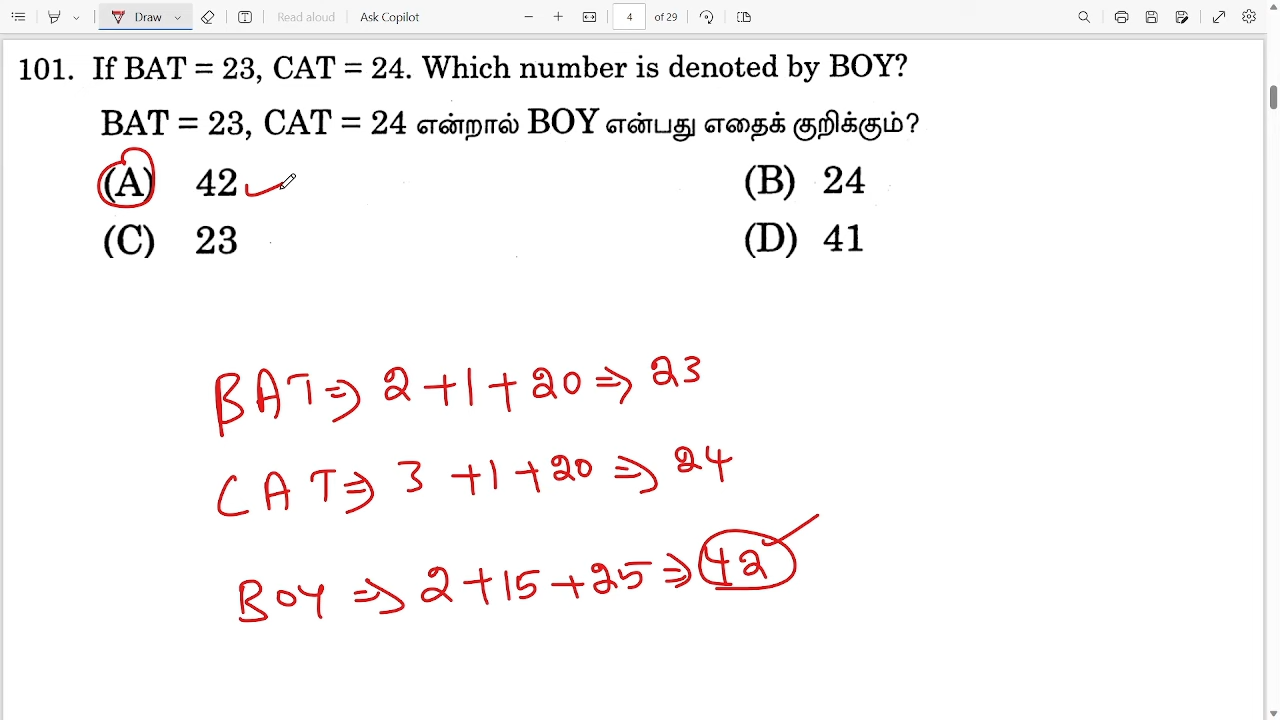 Draw Read aloud Ask Copilot 4 of 29
101. If BAT = 23, CAT = 24. Which number is denoted by BOY?
BAT = 23, CAT = 24 என்றால் BOY என்பது எதைக் குறிக்கும்?
(A) 42 (B) 24
(C) 23 (D) 41
BAT ⇒ 2 + 1 + 20 ⇒ 23
CAT ⇒ 3 + 1 + 20 ⇒ 24
BOY ⇒ 2 + 15 + 25 ⇒ 42